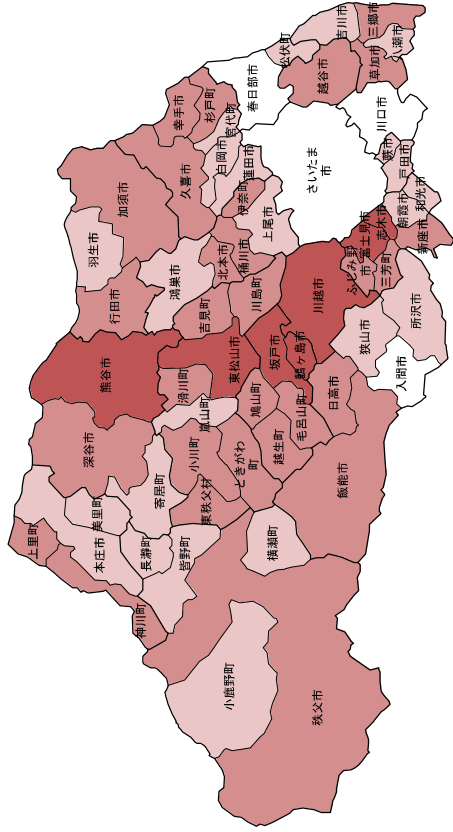 吉川市
三郷市
八潮市
松伏町
草加市
越谷市
春日部市
川口市
幸手市
杉戸町
宮代町
蕨市
戸田市
白岡市
蓮田市
久喜市
さいたま
市
加須市
伊奈町
上尾市
和光市
朝霞市
志木市
新座市
富士見市
羽生市
北本市
桶川市
鴻巣市
ふじみ野
市
三芳町
川島町
川越市
行田市
吉見町
所沢市
狭山市
東松山市
坂戸市
鶴ヶ島市
熊谷市
入間市
滑川町
日高市
鳩山町
嵐山町
毛呂山町
越生町
深谷市
小川町
ときがわ
町
飯能市
寄居町
東秩父村
美里町
上里町
本庄市
長瀞町
皆野町
横瀬町
神川町
小鹿野町
秩父市